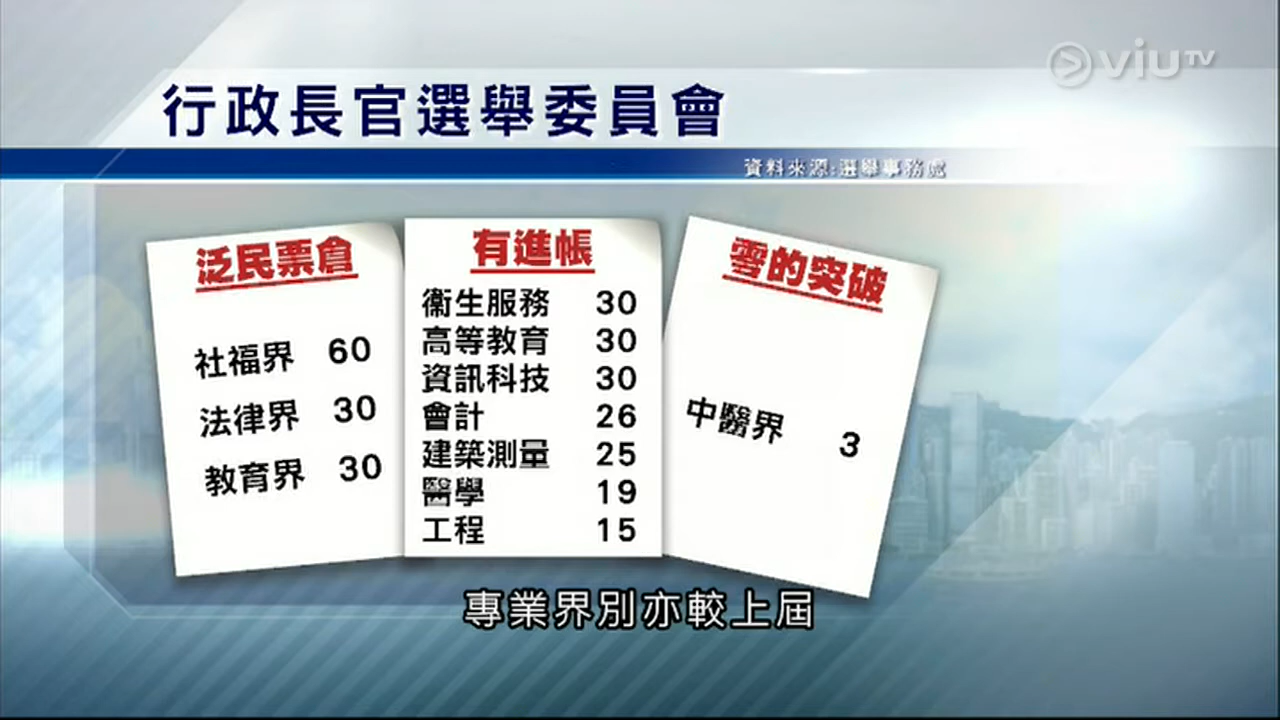 viuTV
行政長官選舉委員會
資料來源:選舉事務處
泛民票倉
社福界 60
法律界 30
教育界 30
有進帳
衞生服務 30
高等教育 30
資訊科技 30
會計 26
建築測量 25
醫學 19
工程 15
零的突破
中醫界 3
專業界別亦較上屆